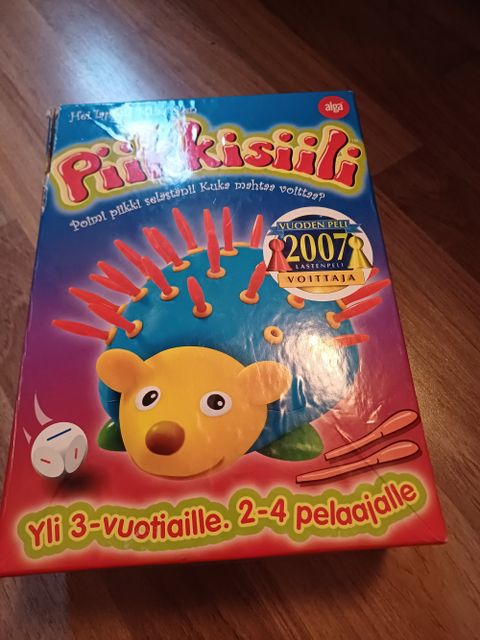 alga
Hei
Piikkisiili
Poimi piikki selästäni! Kuka mahtaa voittaa?
VUODEN PELI
2007
LASTENPELI
VOITTAJA
Yli 3-vuotiaille. 2-4 pelaajalle